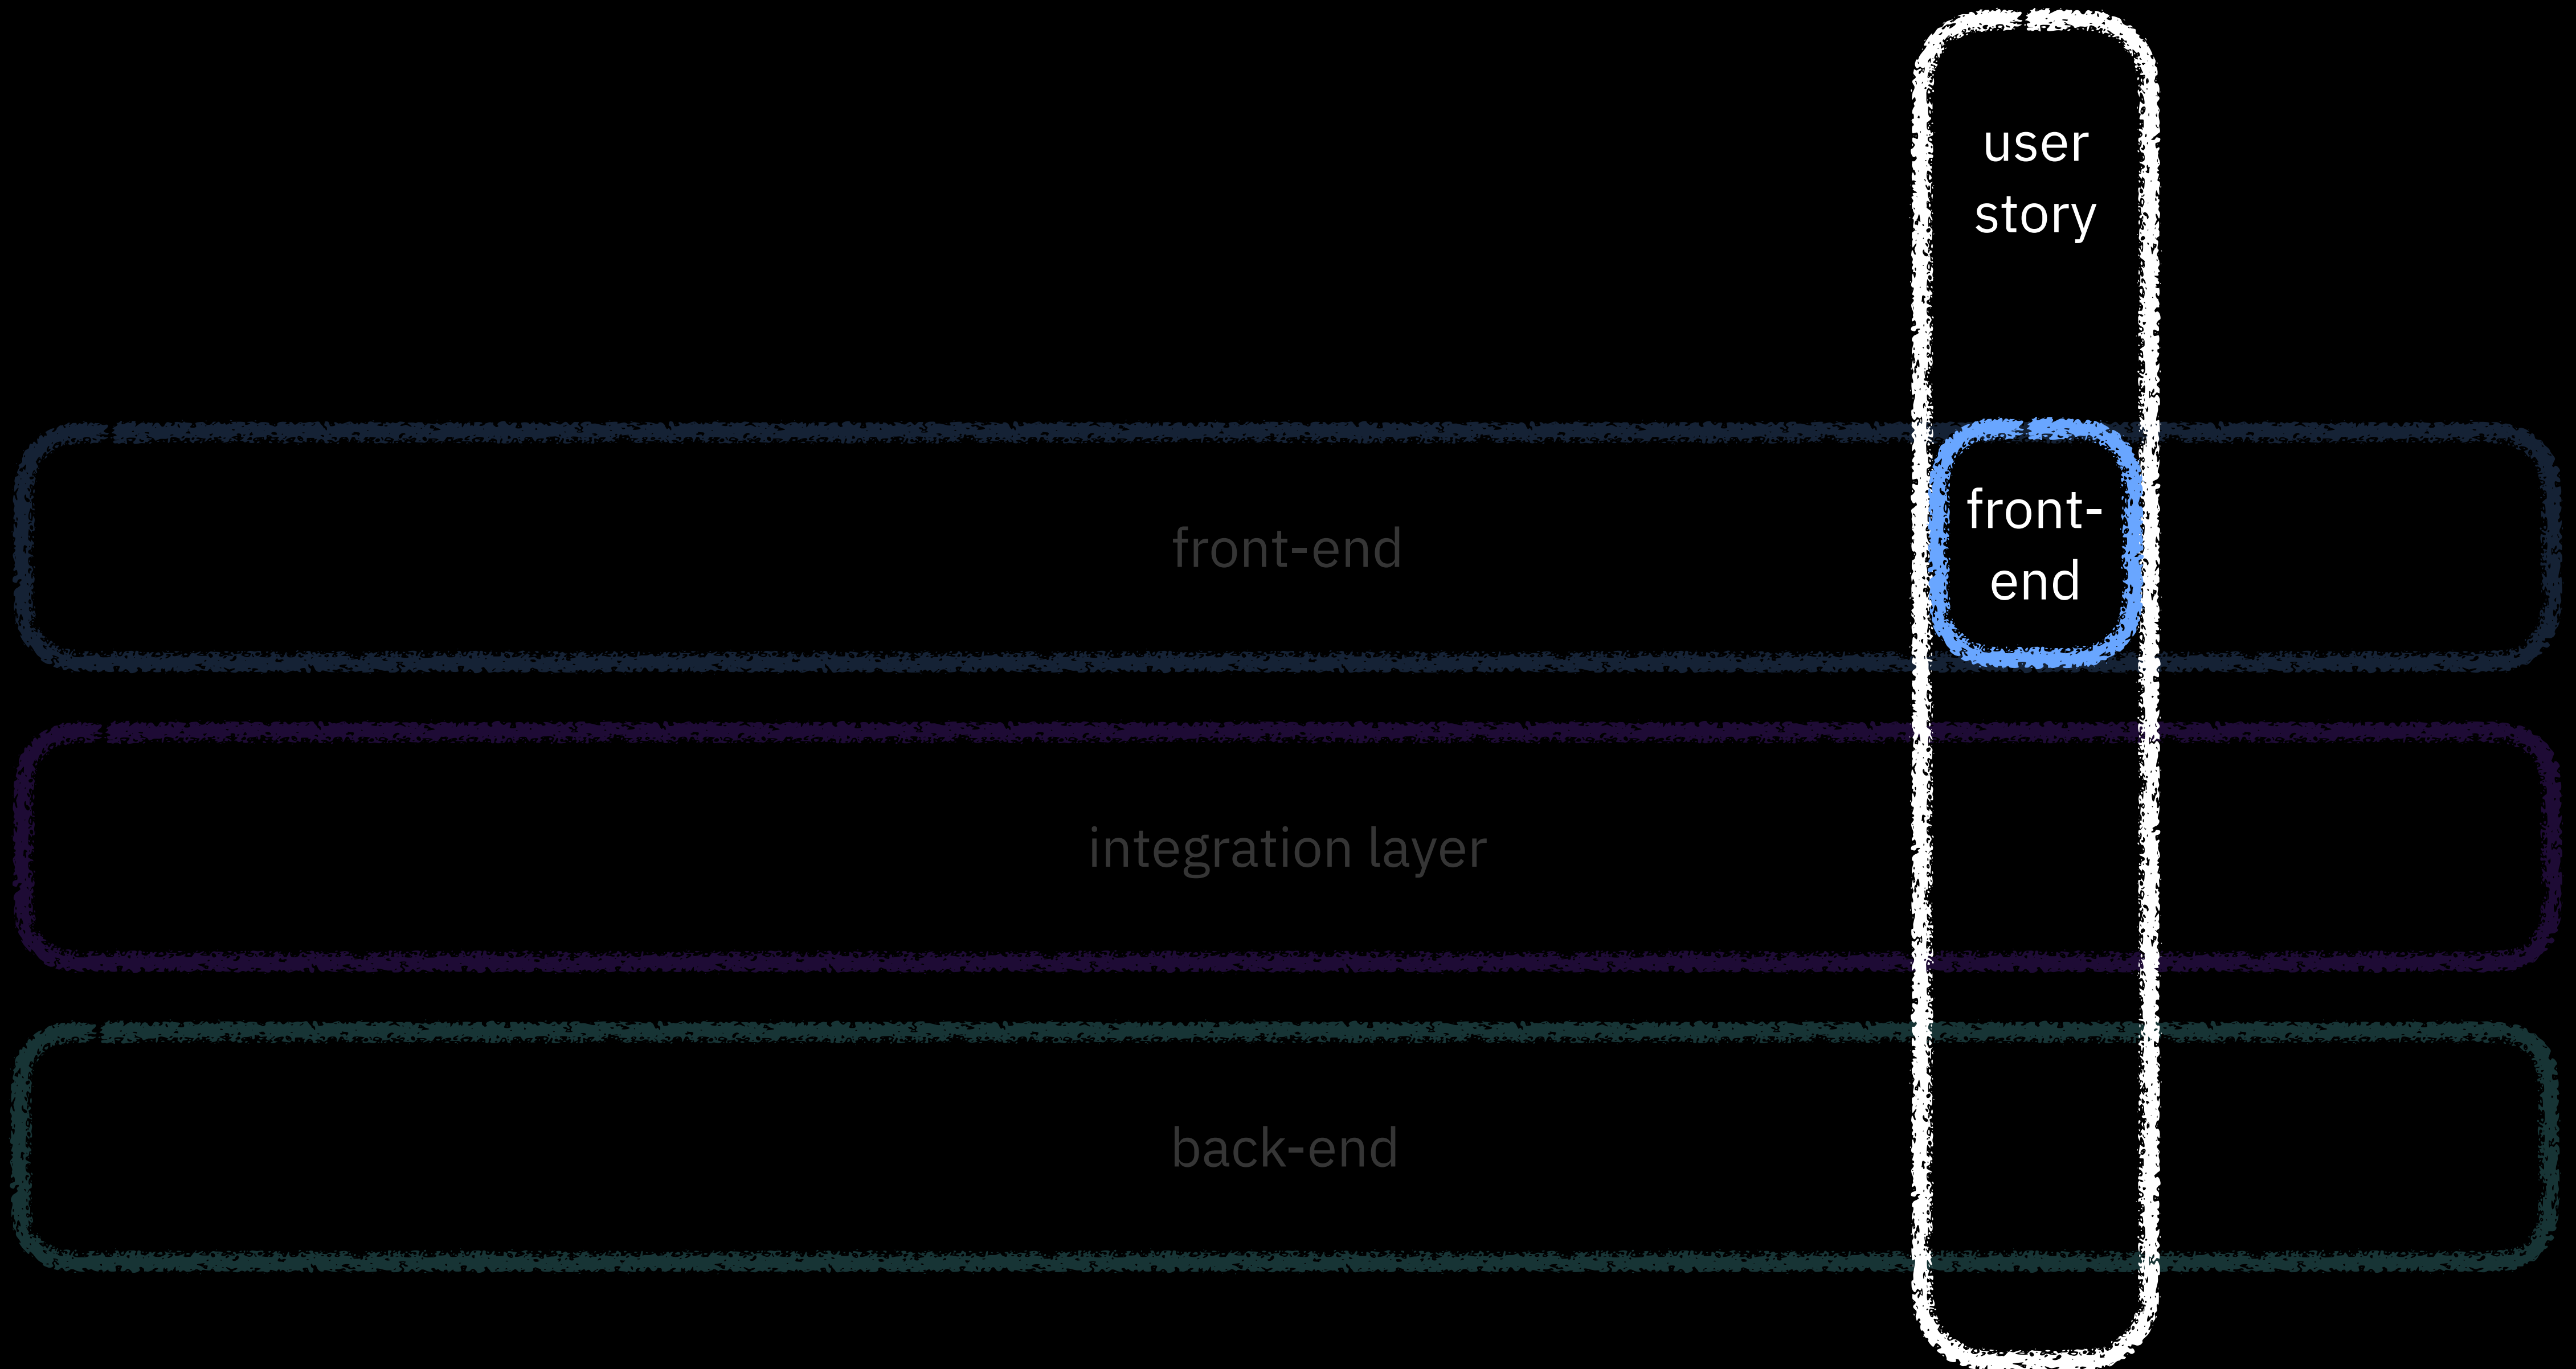 user
story
front-
end
front-end
integration layer
back-end